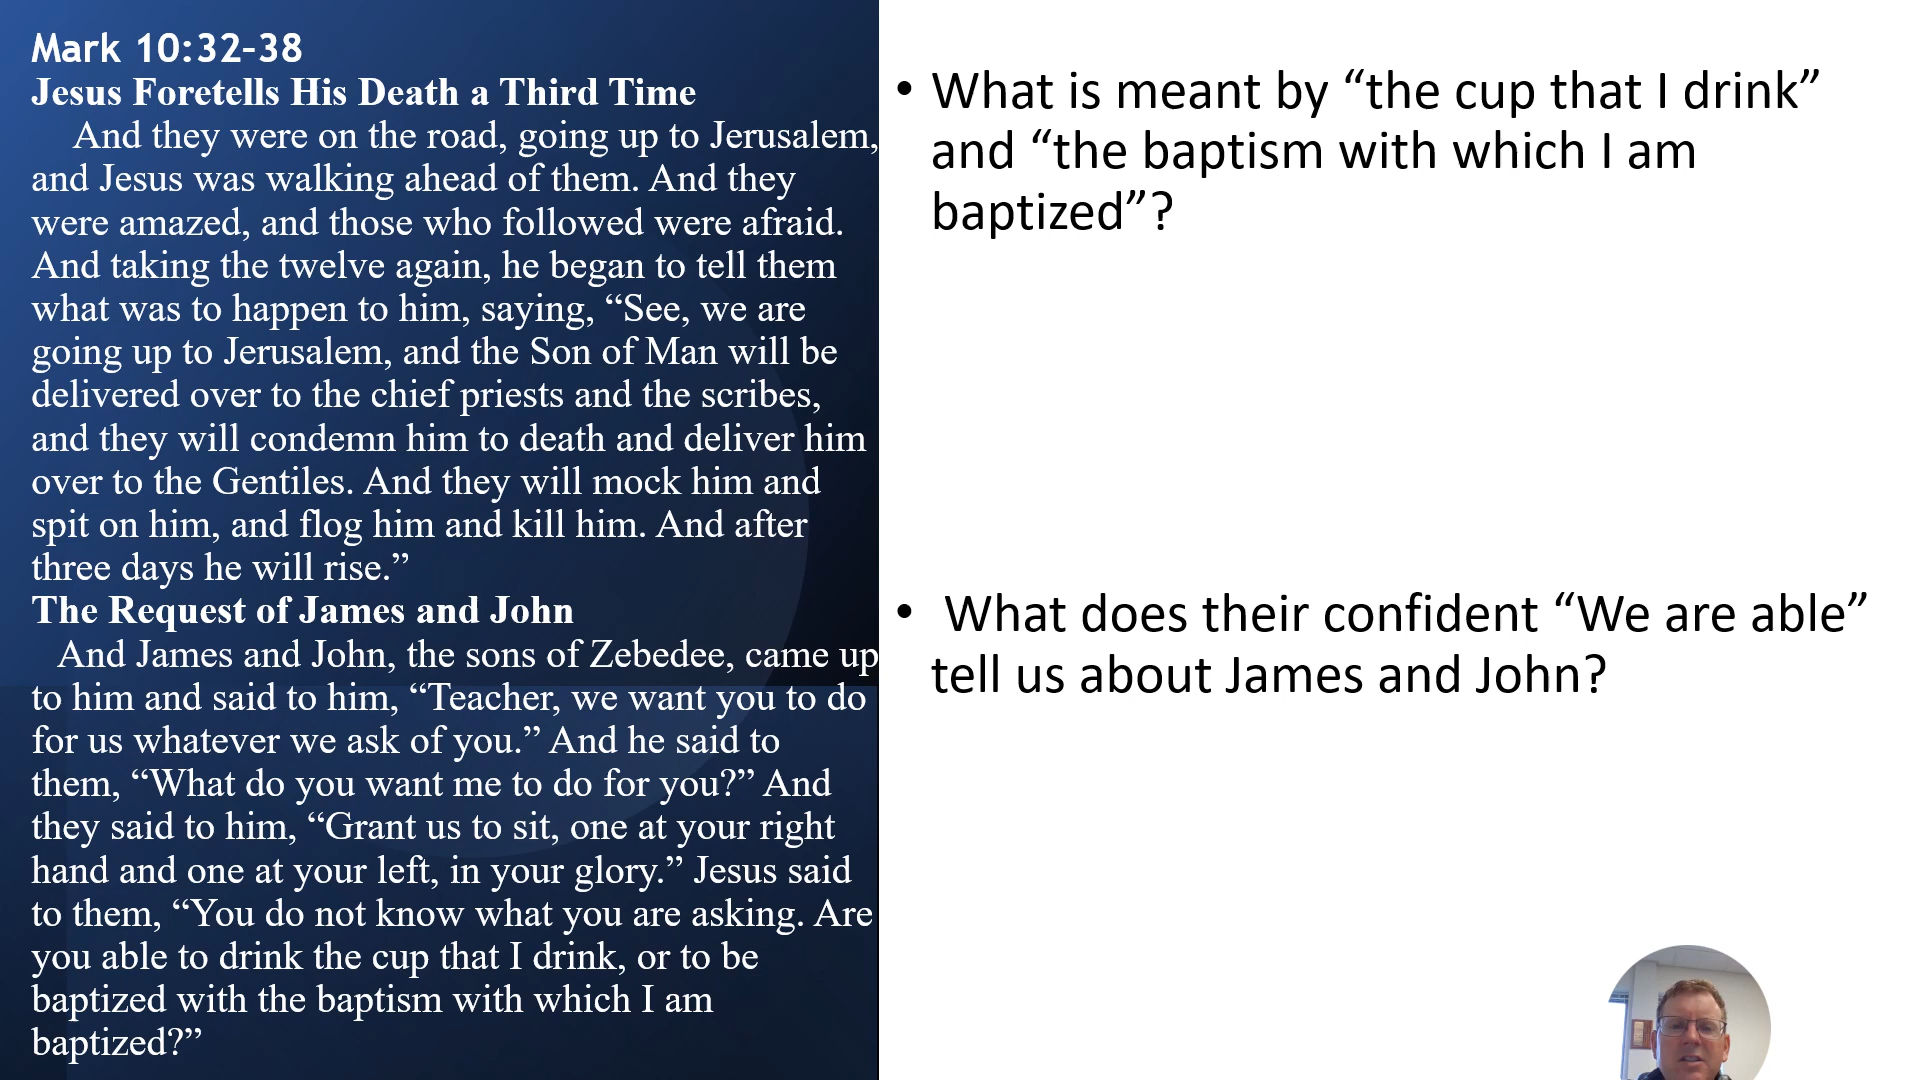 Mark 10:32–38
Jesus Foretells His Death a Third Time
And they were on the road, going up to Jerusalem,
and Jesus was walking ahead of them. And they
were amazed, and those who followed were afraid.
And taking the twelve again, he began to tell them
what was to happen to him, saying, “See, we are
going up to Jerusalem, and the Son of Man will be
delivered over to the chief priests and the scribes,
and they will condemn him to death and deliver him
over to the Gentiles. And they will mock him and
spit on him, and flog him and kill him. And after
three days he will rise.”
The Request of James and John
And James and John, the sons of Zebedee, came up
to him and said to him, “Teacher, we want you to do
for us whatever we ask of you.” And he said to
them, “What do you want me to do for you?” And
they said to him, “Grant us to sit, one at your right
hand and one at your left, in your glory.” Jesus said
to them, “You do not know what you are asking. Are
you able to drink the cup that I drink, or to be
baptized with the baptism with which I am
baptized?”
• What is meant by “the cup that I drink”
and “the baptism with which I am
baptized”?
• What does their confident “We are able”
tell us about James and John?